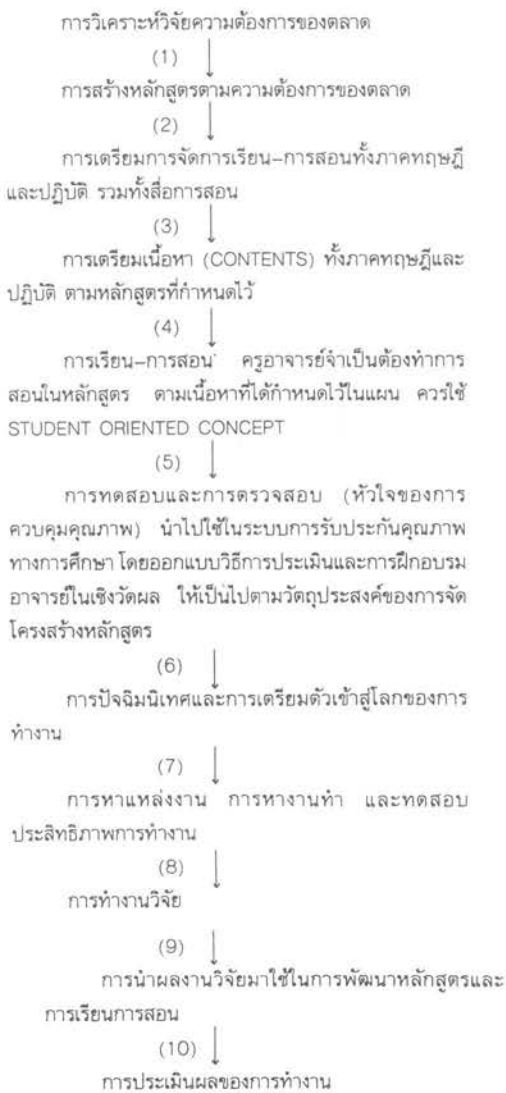 การวิเคราะห์วิจัยความต้องการของตลาด
(1)
การสร้างหลักสูตรตามความต้องการของตลาด
(2)
การเตรียมการจัดการเรียน-การสอนทั้งภาคทฤษฎี
และปฏิบัติ รวมทั้งสื่อการสอน
(3)
การเตรียมเนื้อหา (CONTENTS) ทั้งภาคทฤษฎีและ
ปฏิบัติ ตามหลักสูตรที่กำหนดไว้
(4)
การเรียน-การสอน ครูอาจารย์จำเป็นต้องทำการ
สอนในหลักสูตร ตามเนื้อหาที่ได้กำหนดไว้ในแผน ควรใช้
STUDENT ORIENTED CONCEPT
(5)
การทดสอบและการตรวจสอบ (หัวใจของการ
ควบคุมคุณภาพ) นำไปใช้ในระบบการรับประกันคุณภาพ
ทางการศึกษา โดยออกแบบวิธีการประเมินและการฝึกอบรม
อาจารย์ในเชิงวัดผล ให้เป็นไปตามวัตถุประสงค์ของการจัด
โครงสร้างหลักสูตร
(6)
การปัจฉิมนิเทศและการเตรียมตัวเข้าสู่โลกของการ
ทำงาน
(7)
การหาแหล่งงาน การหางานทำ และทดสอบ
ประสิทธิภาพการทำงาน
(8)
การทำงานวิจัย
(9)
การนำผลงานวิจัยมาใช้ในการพัฒนาหลักสูตรและ
การเรียนการสอน
(10)
การประเมินผลของการทำงาน